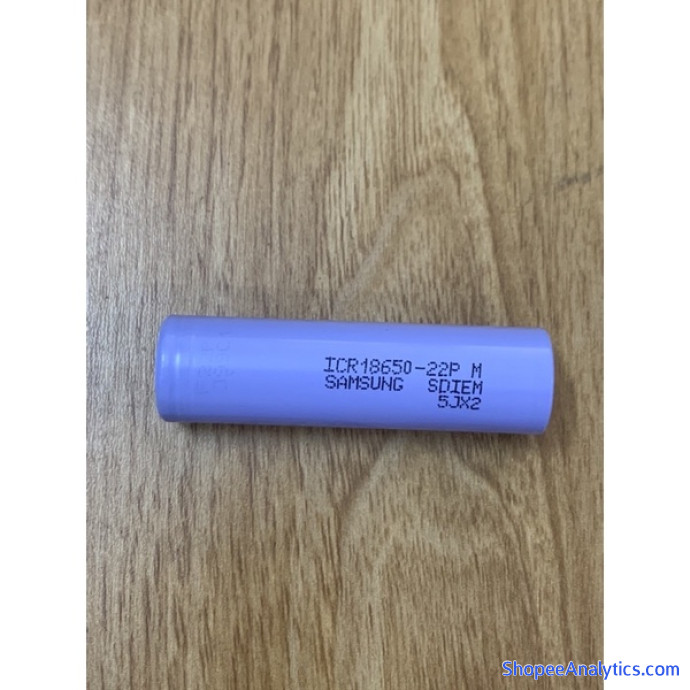 ICR18650-22P M
SAMSUNG SDIEM
5JX2
ShopeeAnalytics.com